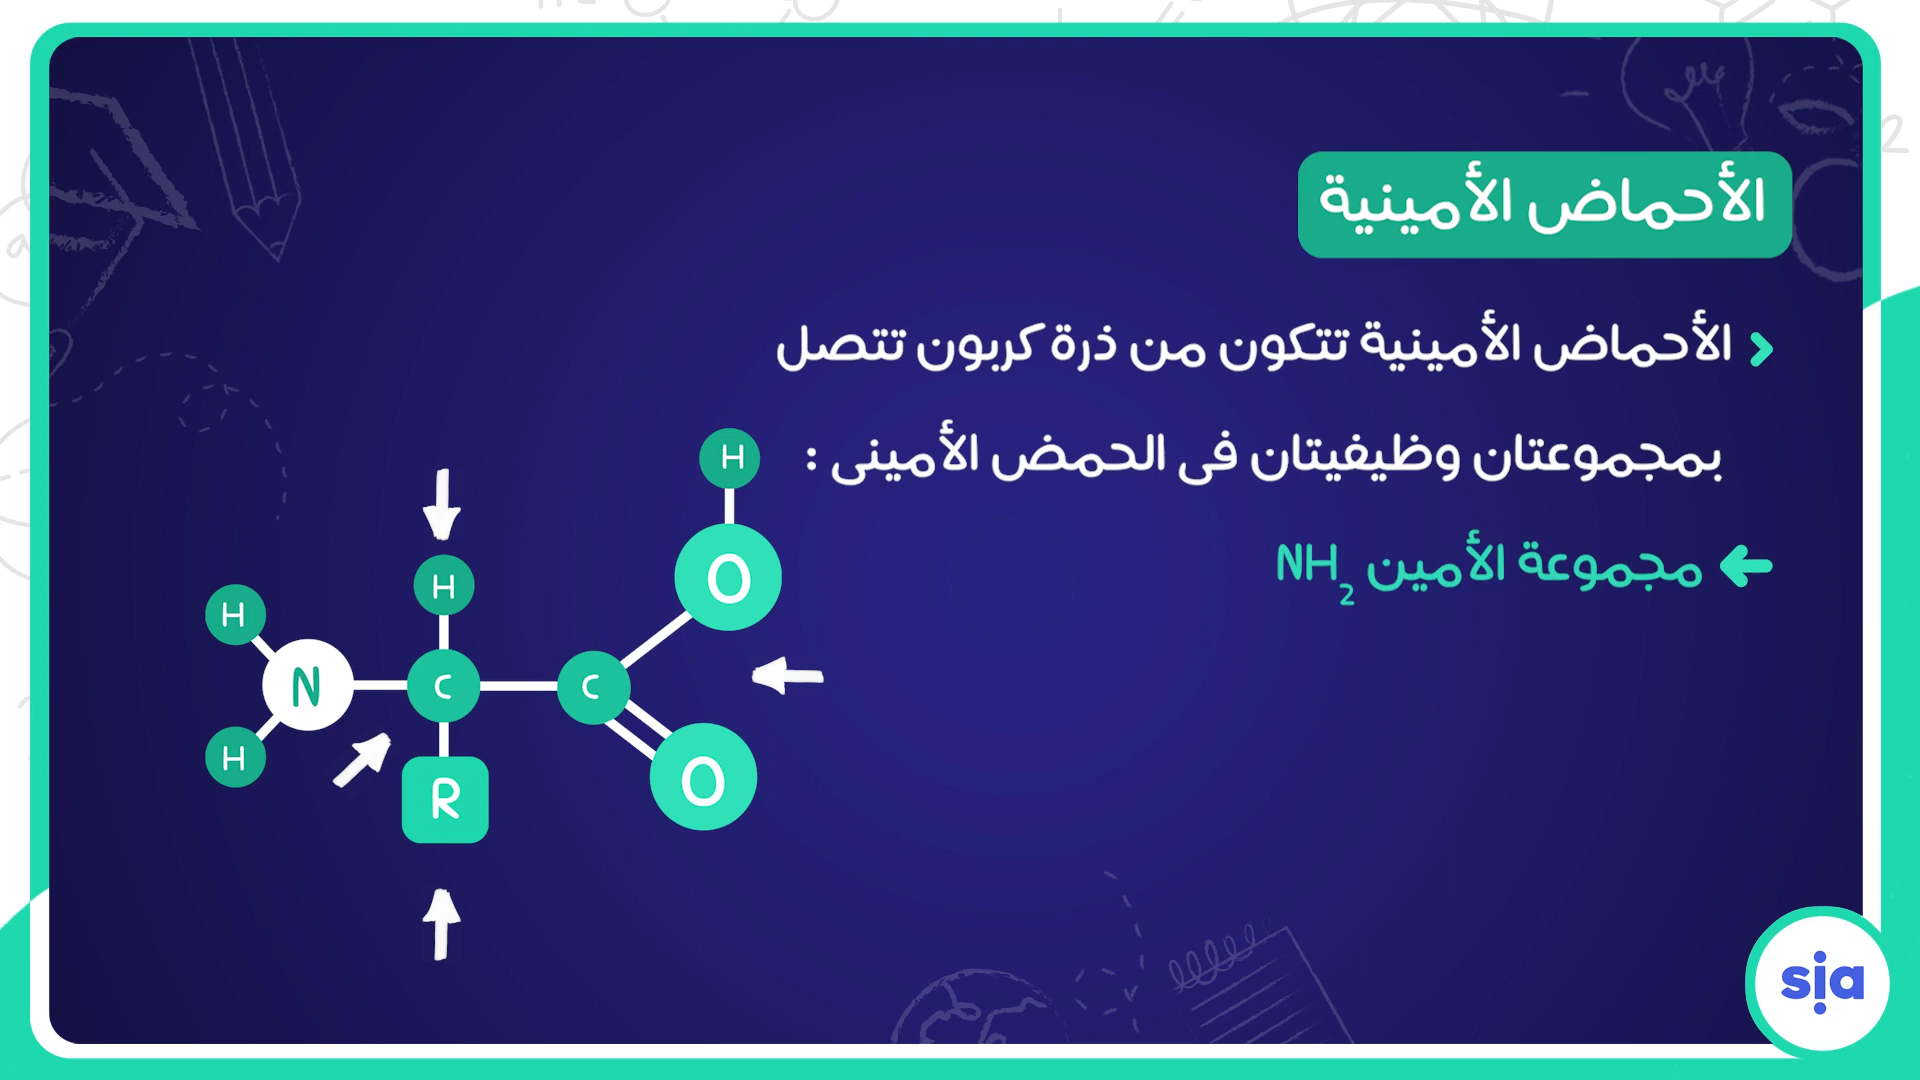 الأحماض الأمينية
الأحماض الأمينية تتكون من ذرة كربون تتصل
بمجموعتان وظيفيتان فى الحمض الأمينى :
مجموعة الأمين NH₂
H
O
H
H
N
C
C
H
R
O
sia